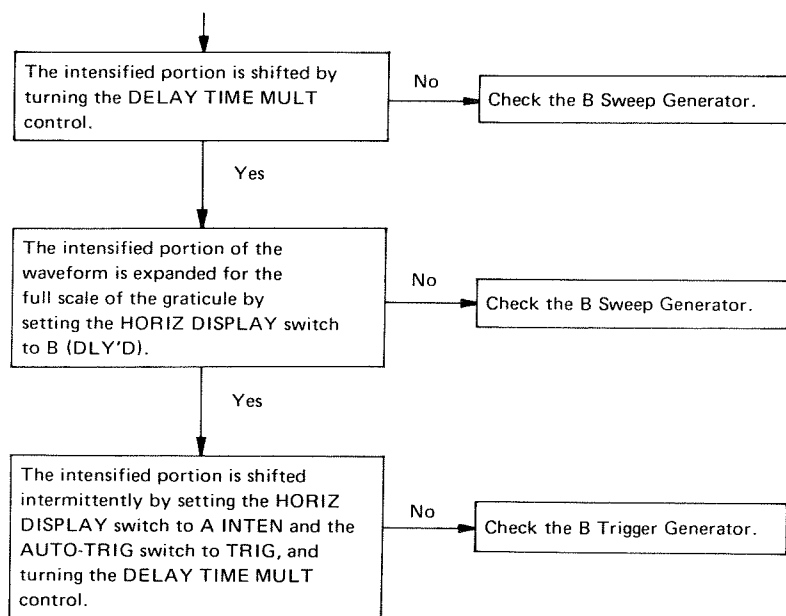 The intensified portion is shifted by
turning the DELAY TIME MULT
control.
No
Check the B Sweep Generator.
Yes
The intensified portion of the
waveform is expanded for the
full scale of the graticule by
setting the HORIZ DISPLAY switch
to B (DLY'D).
No
Check the B Sweep Generator.
Yes
The intensified portion is shifted
intermittently by setting the HORIZ
DISPLAY switch to A INTEN and the
AUTO-TRIG switch to TRIG, and
turning the DELAY TIME MULT
control.
No
Check the B Trigger Generator.